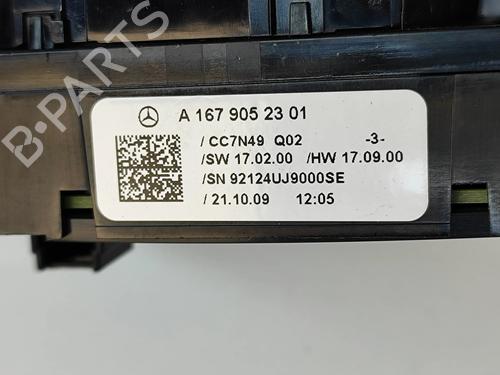 A 167 905 23 01
/ CC7N49 Q02 -3-
/SW 17.02.00 /HW 17.09.00
/SN 92124UJ9000SE
/ 21.10.09 12:05
B PARTS